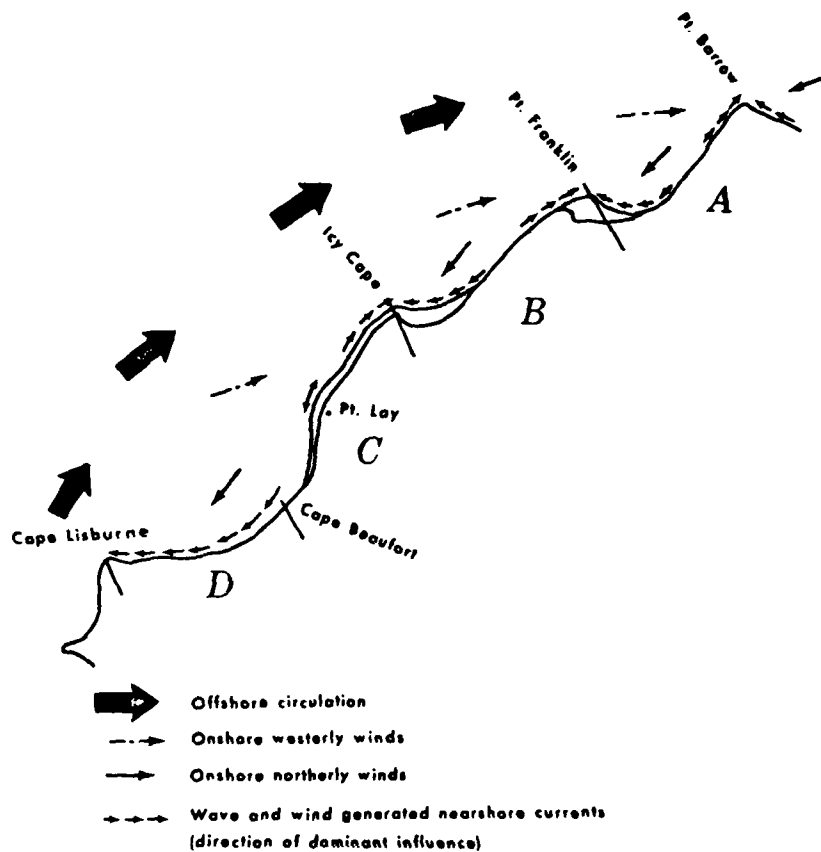 Pt. Barrow
Pt. Franklin
A
Icy Cape
B
Pt. Lay
C
Cape Beaufort
Cape Lisburne
D
Offshore circulation
Onshore westerly winds
Onshore northerly winds
Wave and wind generated nearshore currents
(direction of dominant influence)